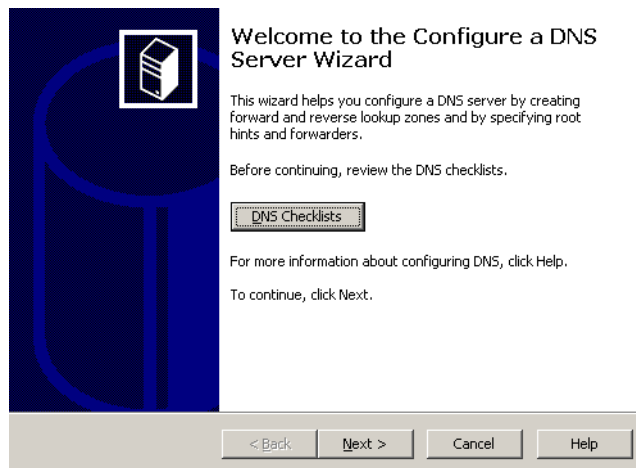 Welcome to the Configure a DNS
Server Wizard
This wizard helps you configure a DNS server by creating
forward and reverse lookup zones and by specifying root
hints and forwarders.
Before continuing, review the DNS checklists.
DNS Checklists
For more information about configuring DNS, click Help.
To continue, click Next.
< Back
Next >
Cancel
Help